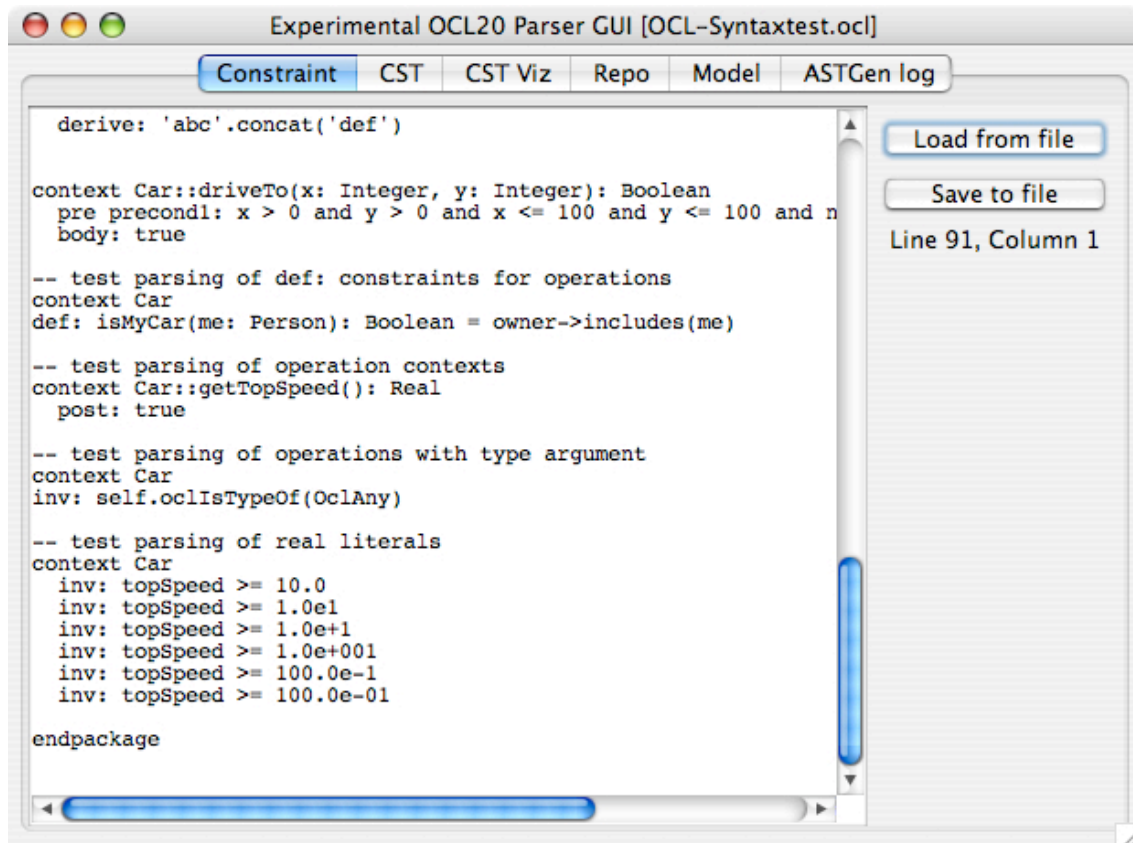 Experimental OCL20 Parser GUI [OCL-Syntaxtest.ocl]
Constraint CST CST Viz Repo Model ASTGen log
derive: 'abc'.concat('def')
context Car::driveTo(x: Integer, y: Integer): Boolean
pre precond1: x > 0 and y > 0 and x <= 100 and y <= 100 and n
body: true
-- test parsing of def: constraints for operations
context Car
def: isMyCar(me: Person): Boolean = owner->includes(me)
-- test parsing of operation contexts
context Car::getTopSpeed(): Real
post: true
-- test parsing of operations with type argument
context Car
inv: self.oclIsTypeOf(OclAny)
-- test parsing of real literals
context Car
inv: topSpeed >= 10.0
inv: topSpeed >= 1.0e1
inv: topSpeed >= 1.0e+1
inv: topSpeed >= 1.0e+001
inv: topSpeed >= 100.0e-1
inv: topSpeed >= 100.0e-01
endpackage
Load from file
Save to file
Line 91, Column 1